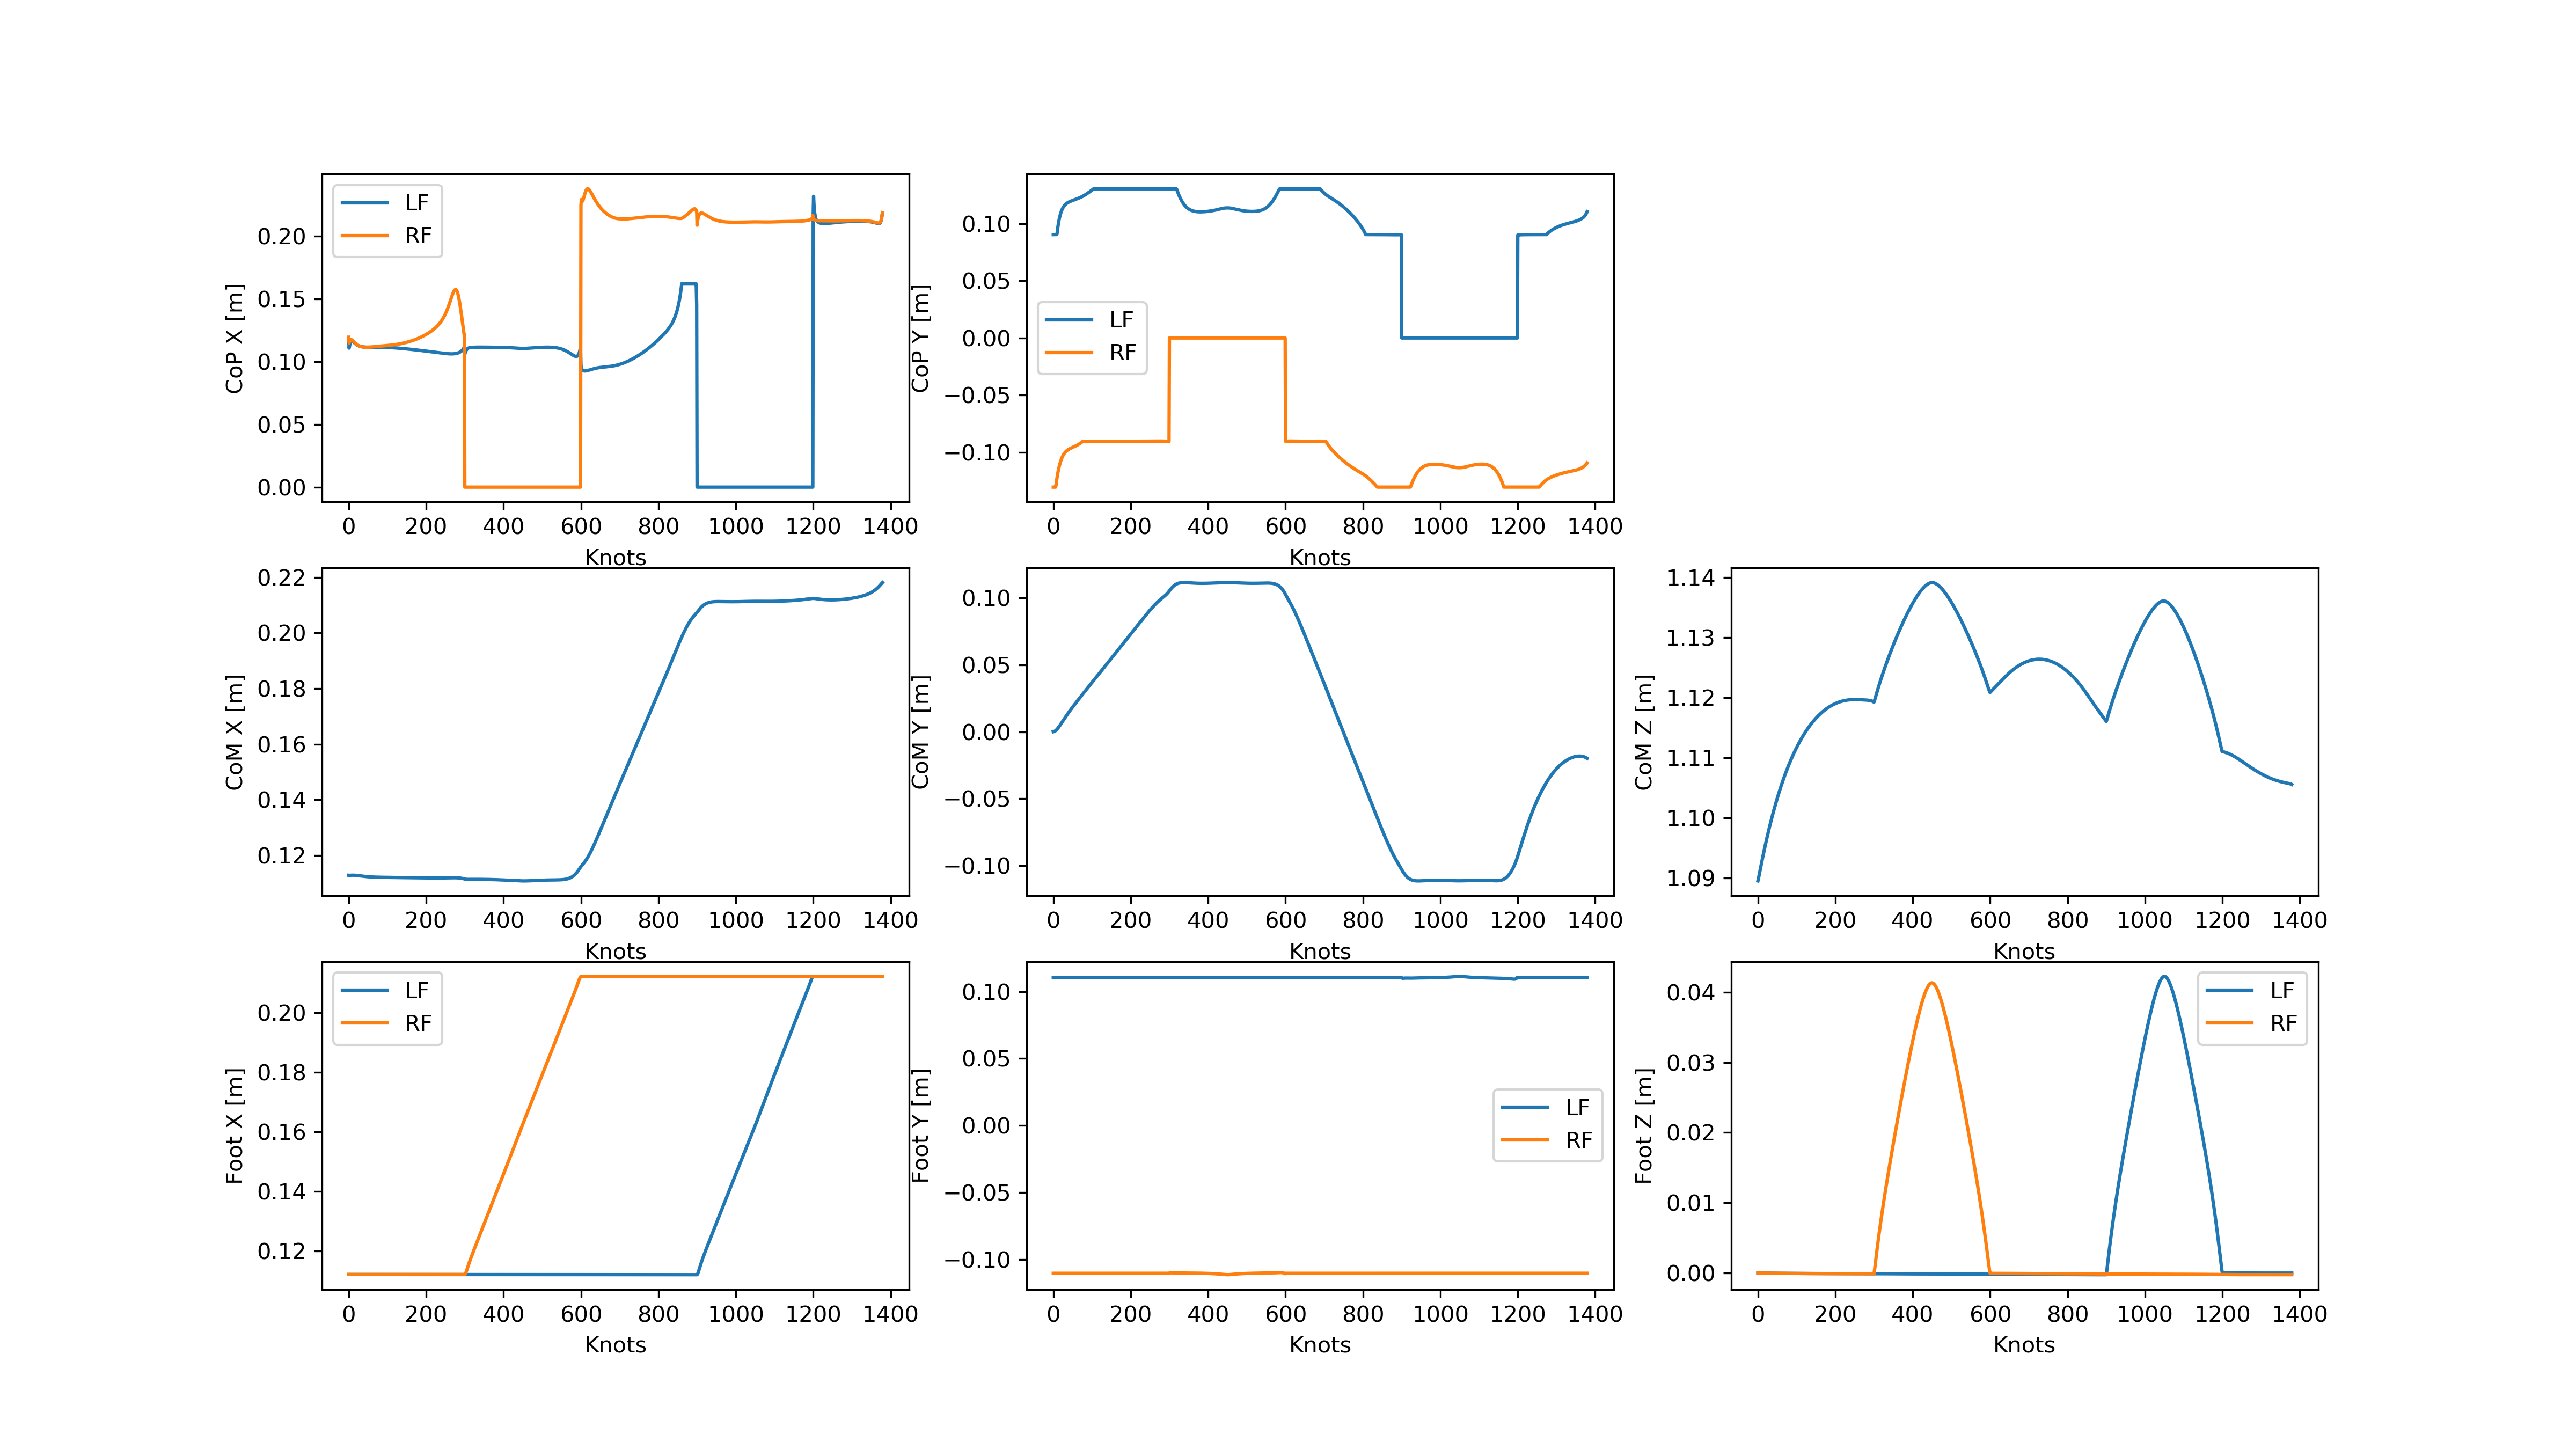 CoP X [m]
0.20
0.15
0.10
0.05
0.00
LF
RF
0 200 400 600 800 1000 1200 1400
Knots
CoP Y [m]
0.10
0.05
0.00
−0.05
−0.10
LF
RF
0 200 400 600 800 1000 1200 1400
Knots
CoM X [m]
0.22
0.20
0.18
0.16
0.14
0.12
0 200 400 600 800 1000 1200 1400
Knots
CoM Y [m]
0.10
0.05
0.00
−0.05
−0.10
0 200 400 600 800 1000 1200 1400
Knots
CoM Z [m]
1.14
1.13
1.12
1.11
1.10
1.09
0 200 400 600 800 1000 1200 1400
Knots
Foot X [m]
0.20
0.18
0.16
0.14
0.12
LF
RF
0 200 400 600 800 1000 1200 1400
Knots
Foot Y [m]
0.10
0.05
0.00
−0.05
−0.10
LF
RF
0 200 400 600 800 1000 1200 1400
Knots
Foot Z [m]
0.04
0.03
0.02
0.01
0.00
LF
RF
0 200 400 600 800 1000 1200 1400
Knots